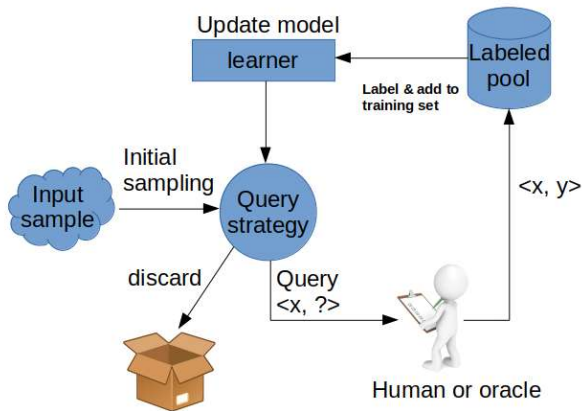 Update model
learner
Labeled
pool
Label & add to
training set
Initial
sampling
Input
sample
Query
strategy
<x, y>
discard
Query
<x, ?>
Human or oracle